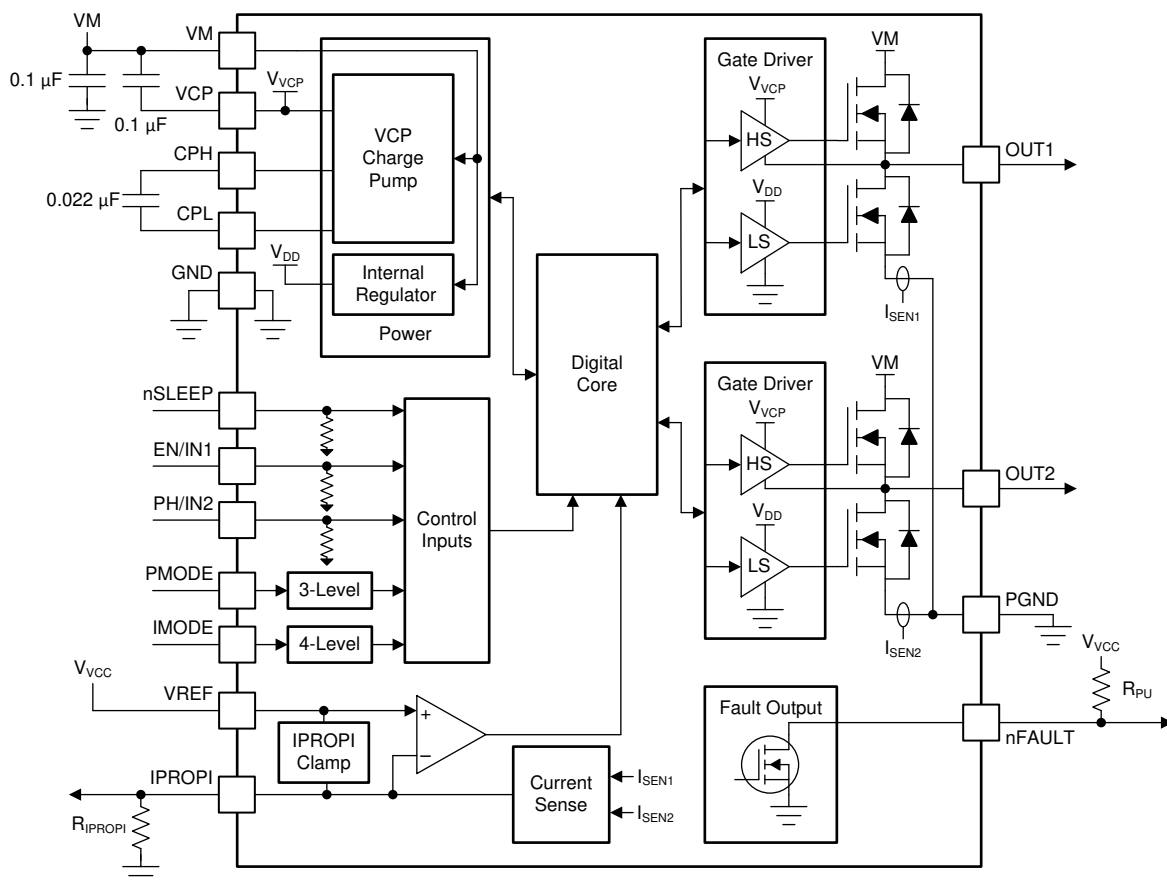 VM
VM
0.1 µF
VCP
0.1 µF
V_VCP
CPH
0.022 µF
CPL
VCP
Charge
Pump
V_DD
GND
Internal
Regulator
Power
nSLEEP
EN/IN1
PH/IN2
PMODE
3-Level
IMODE
4-Level
Control
Inputs
Digital
Core
V_VCC
VREF
IPROPI
Clamp
+
−
IPROPI
R_IPROPI
Current
Sense
I_SEN1
I_SEN2
Gate Driver
V_VCP
HS
V_DD
LS
VM
OUT1
I_SEN1
Gate Driver
V_VCP
HS
V_DD
LS
VM
OUT2
I_SEN2
PGND
V_VCC
R_PU
Fault Output
nFAULT